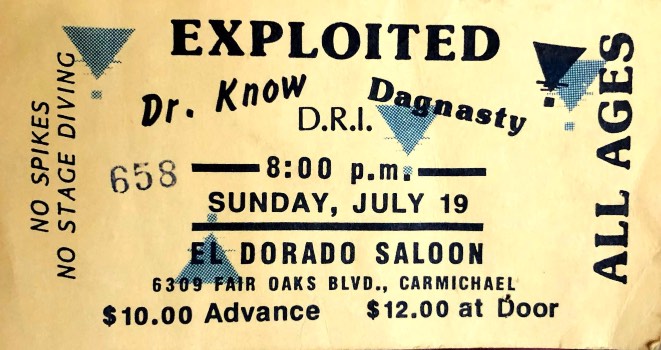 EXPLOITED
Dr. Know
D.R.I.
Dagnasty
NO SPIKES
NO STAGE DIVING
ALL AGES
658
8:00 p.m.
SUNDAY, JULY 19
EL DORADO SALOON
6309 FAIR OAKS BLVD., CARMICHAEL
$10.00 Advance $12.00 at Door